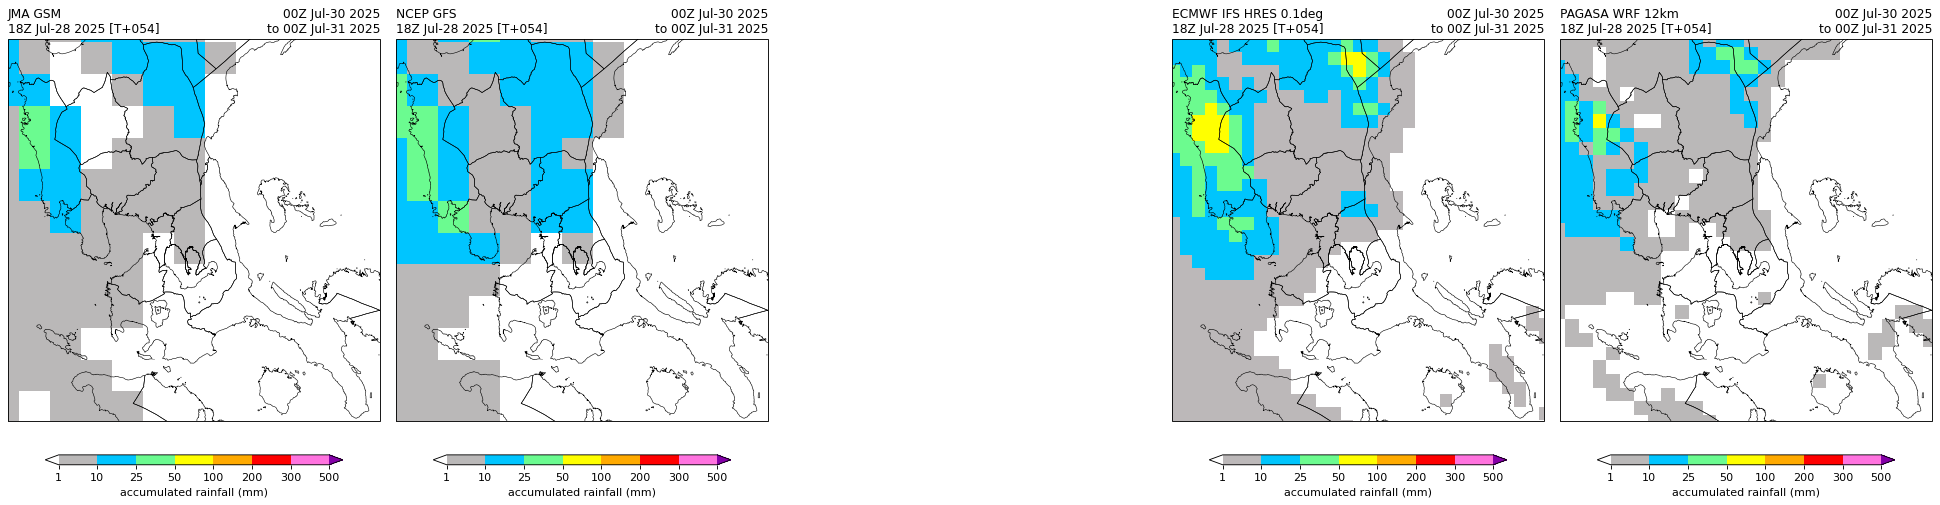 JMA GSM 00Z Jul-30 2025
18Z Jul-28 2025 [T+054] to 00Z Jul-31 2025
1 10 25 50 100 200 300 500
accumulated rainfall (mm)
NCEP GFS 00Z Jul-30 2025
18Z Jul-28 2025 [T+054] to 00Z Jul-31 2025
1 10 25 50 100 200 300 500
accumulated rainfall (mm)
ECMWF IFS HRES 0.1deg 00Z Jul-30 2025
18Z Jul-28 2025 [T+054] to 00Z Jul-31 2025
1 10 25 50 100 200 300 500
accumulated rainfall (mm)
PAGASA WRF 12km 00Z Jul-30 2025
18Z Jul-28 2025 [T+054] to 00Z Jul-31 2025
1 10 25 50 100 200 300 500
accumulated rainfall (mm)